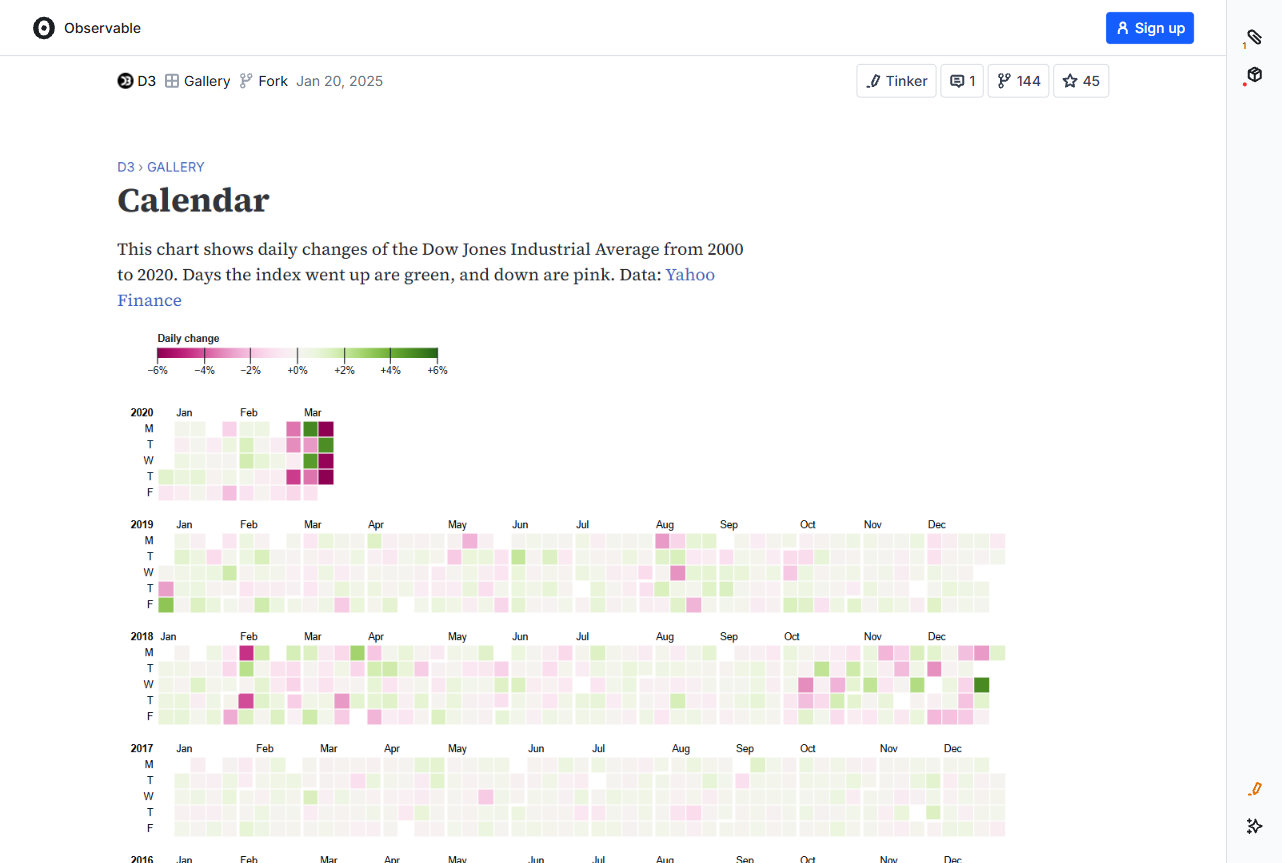 Observable
Sign up
1
D3 Gallery Fork Jan 20, 2025
Tinker 1 144 45
D3 › GALLERY
Calendar
This chart shows daily changes of the Dow Jones Industrial Average from 2000
to 2020. Days the index went up are green, and down are pink. Data: Yahoo
Finance
Daily change
−6% −4% −2% +0% +2% +4% +6%
2020 Jan Feb Mar
M
T
W
T
F
2019 Jan Feb Mar Apr May Jun Jul Aug Sep Oct Nov Dec
M
T
W
T
F
2018 Jan Feb Mar Apr May Jun Jul Aug Sep Oct Nov Dec
M
T
W
T
F
2017 Jan Feb Mar Apr May Jun Jul Aug Sep Oct Nov Dec
M
T
W
T
F
2016 Jan Feb Mar Apr May Jun Jul Aug Sep Oct Nov Dec